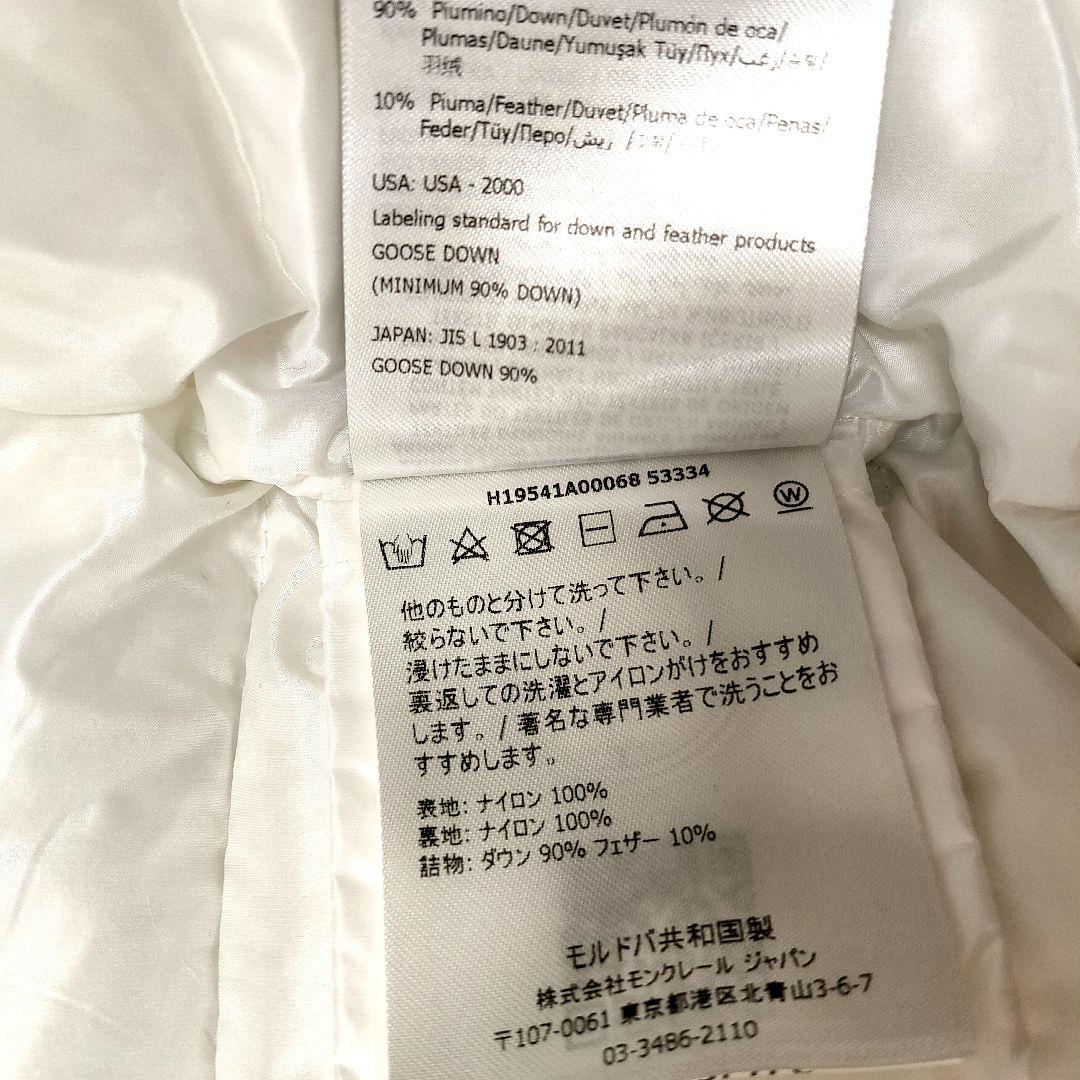 90% Piumino/Down/Duvet/Plumón de oca/
Plumas/Daune/Yumuşak Tüy/Пух/زغب/
羽绒
10% Piuma/Feather/Duvet/Pluma de oca/Penas/
Feder/Tüy/Перо/ريش/
USA: USA - 2000
Labeling standard for down and feather products
GOOSE DOWN
(MINIMUM 90% DOWN)
JAPAN: JIS L 1903 : 2011
GOOSE DOWN 90%
H19541A00068 53334
W
他のものと分けて洗って下さい。 /
絞らないで下さい。 /
浸けたままにしないで下さい。 /
裏返しての洗濯とアイロンがけをおすすめ
します。 / 著名な専門業者で洗うことをお
すすめします。
表地: ナイロン 100%
裏地: ナイロン 100%
詰物: ダウン 90% フェザー 10%
モルドバ共和国製
株式会社モンクレール ジャパン
〒107-0061 東京都港区北青山3-6-7
03-3486-2110